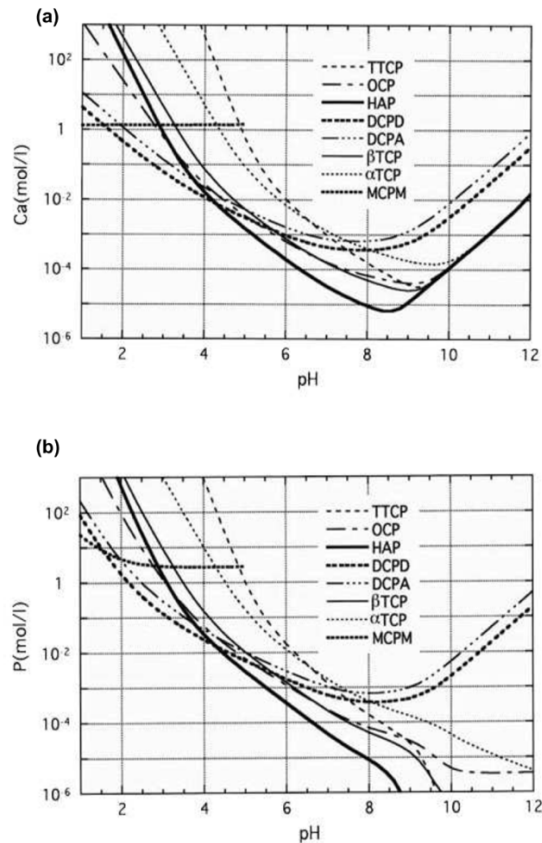 (a)
Ca(mol/l)
10²
1
10⁻²
10⁻⁴
10⁻⁶
TTCP
OCP
HAP
DCPD
DCPA
βTCP
αTCP
MCPM
2 4 6 8 10 12
pH
(b)
P(mol/l)
10²
1
10⁻²
10⁻⁴
10⁻⁶
TTCP
OCP
HAP
DCPD
DCPA
βTCP
αTCP
MCPM
2 4 6 8 10 12
pH